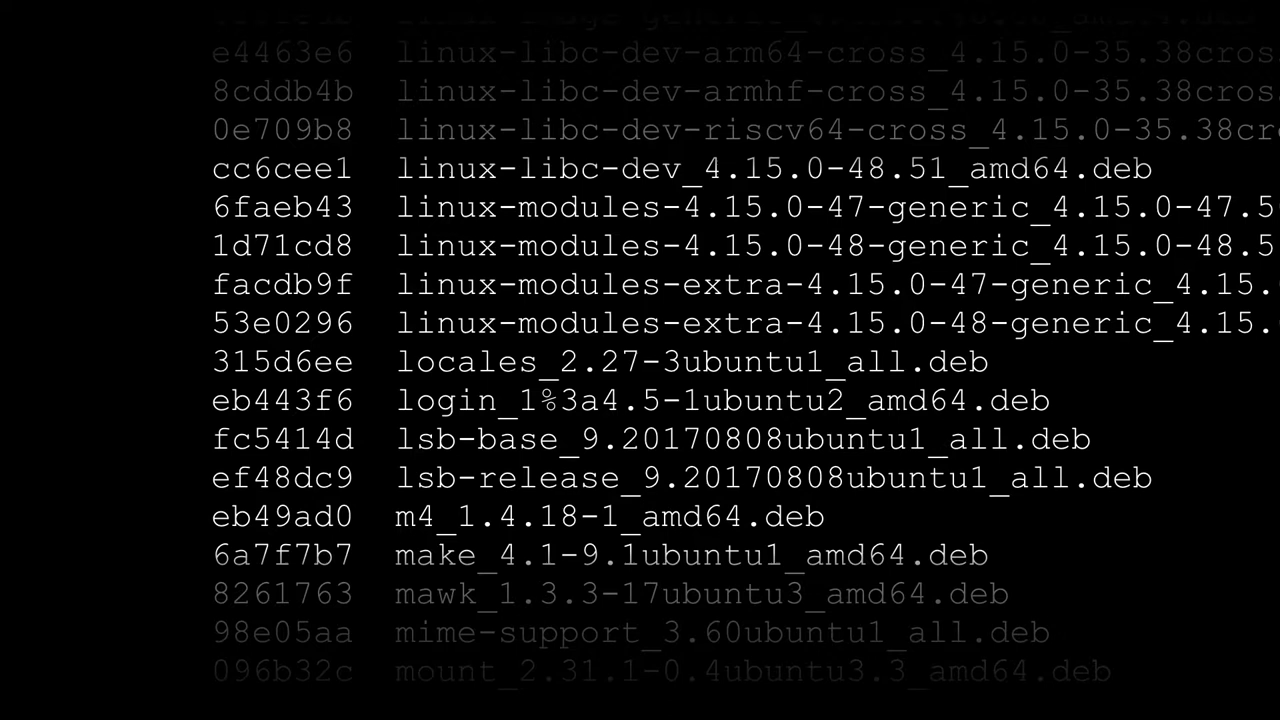 e4463e6 linux-libc-dev-arm64-cross_4.15.0-35.38cros
8cddb4b linux-libc-dev-armhf-cross_4.15.0-35.38cros
0e709b8 linux-libc-dev-riscv64-cross_4.15.0-35.38cr
cc6cee1 linux-libc-dev_4.15.0-48.51_amd64.deb
6faeb43 linux-modules-4.15.0-47-generic_4.15.0-47.5
1d71cd8 linux-modules-4.15.0-48-generic_4.15.0-48.5
facdb9f linux-modules-extra-4.15.0-47-generic_4.15.
53e0296 linux-modules-extra-4.15.0-48-generic_4.15.
315d6ee locales_2.27-3ubuntu1_all.deb
eb443f6 login_1%3a4.5-1ubuntu2_amd64.deb
fc5414d lsb-base_9.20170808ubuntu1_all.deb
ef48dc9 lsb-release_9.20170808ubuntu1_all.deb
eb49ad0 m4_1.4.18-1_amd64.deb
6a7f7b7 make_4.1-9.1ubuntu1_amd64.deb
8261763 mawk_1.3.3-17ubuntu3_amd64.deb
98e05aa mime-support_3.60ubuntu1_all.deb
096b32c mount_2.31.1-0.4ubuntu3.3_amd64.deb